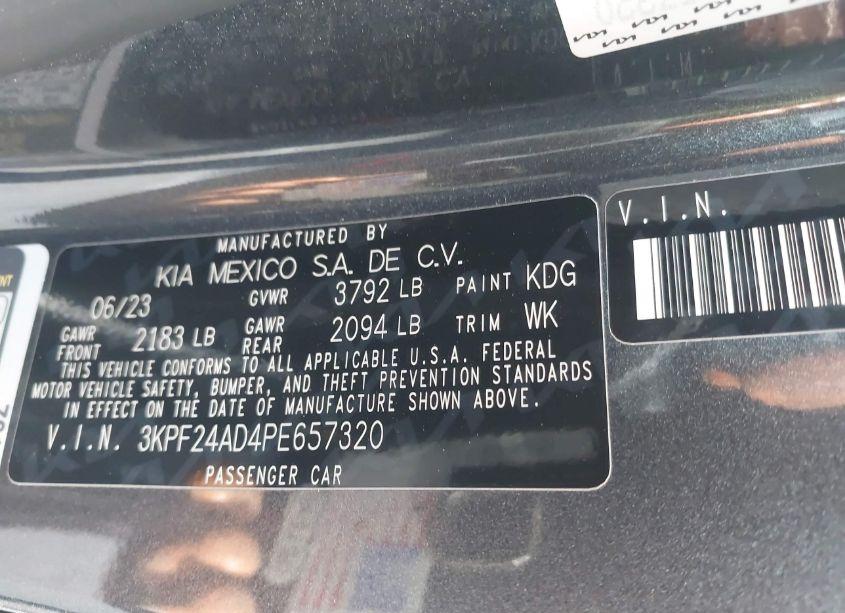 MANUFACTURED BY
KIA MEXICO S.A. DE C.V.
06/23 GVWR 3792 LB PAINT KDG
GAWR FRONT 2183 LB GAWR REAR 2094 LB TRIM WK
THIS VEHICLE CONFORMS TO ALL APPLICABLE U.S.A. FEDERAL
MOTOR VEHICLE SAFETY, BUMPER, AND THEFT PREVENTION STANDARDS
IN EFFECT ON THE DATE OF MANUFACTURE SHOWN ABOVE.
V.I.N. 3KPF24AD4PE657320
PASSENGER CAR
V.I.N.